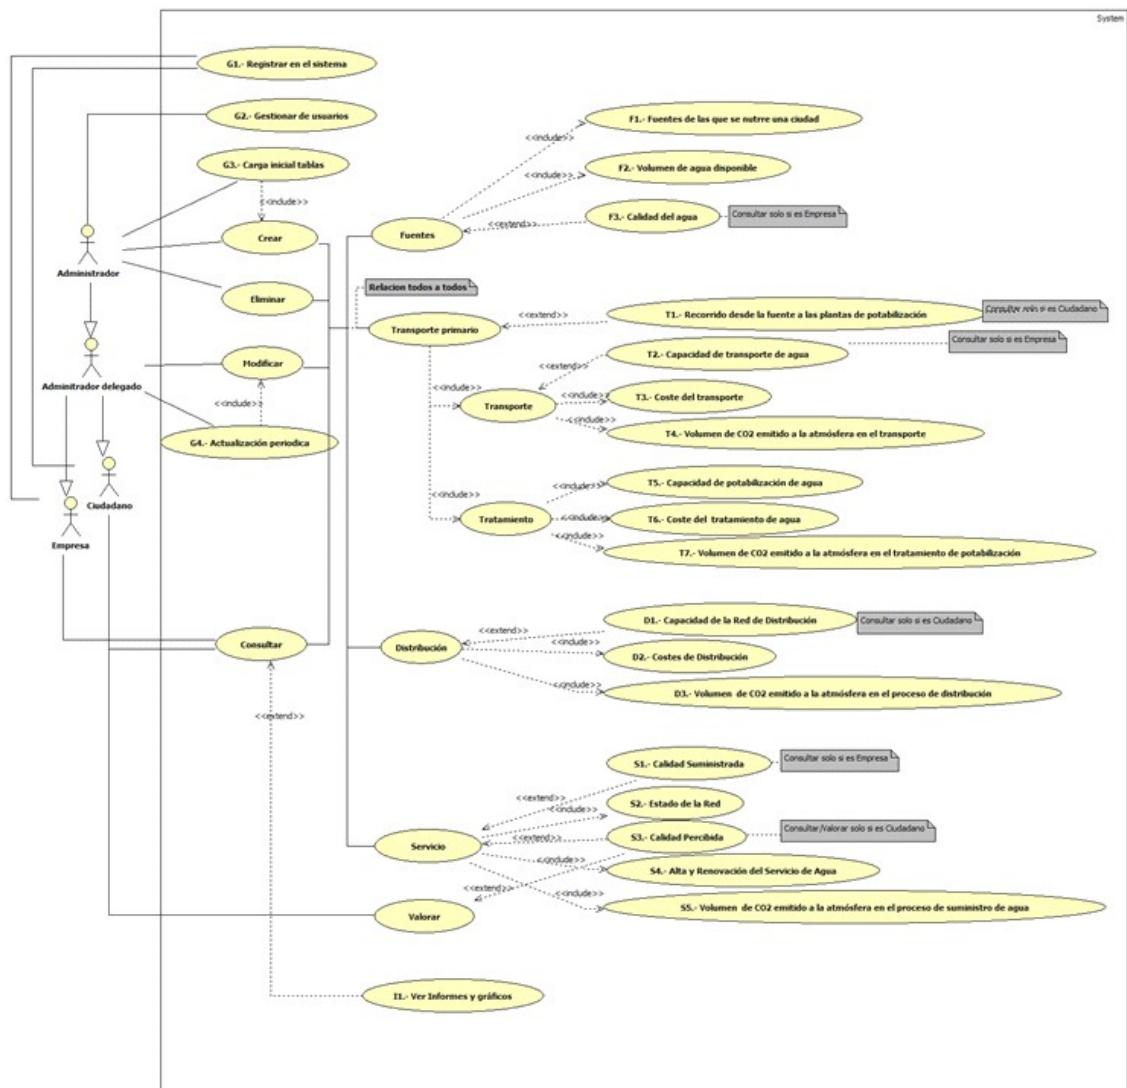 System
G1.- Registrar en el sistema
G2.- Gestionar de usuarios
F1.- Fuentes de las que se nutrre una ciudad
<<include>>
G3.- Carga inicial tablas
F2.- Volumen de agua disponible
<<include>>
<<include>>
F3.- Calidad del agua
Consultar solo si es Empresa
<<extend>>
Crear
Fuentes
Administrador
Eliminar
Relacion todos a todos
T1.- Recorrido desde la fuente a las plantas de potabilización
Consultar solo si es Ciudadano
<<extend>>
Transporte primario
T2.- Capacidad de transporte de agua
Consultar solo si es Empresa
<<extend>>
Modificar
Admitrador delegado
<<include>>
<<include>>
T3.- Coste del transporte
<<include>>
Transporte
<<include>>
T4.- Volumen de CO2 emitido a la atmósfera en el transporte
G4.- Actualización periodica
T5.- Capacidad de potabilización de agua
<<include>>
Ciudadano
<<include>>
Tratamiento
<<include>>
T6.- Coste del tratamiento de agua
<<include>>
T7.- Volumen de CO2 emitido a la atmósfera en el tratamiento de potabilización
Empresa
D1.- Capacidad de la Red de Distribución
Consultar solo si es Ciudadano
<<extend>>
Consultar
Distribución
<<include>>
D2.- Costes de Distribución
<<include>>
D3.- Volumen de CO2 emitido a la atmósfera en el proceso de distribución
<<extend>>
S1.- Calidad Suministrada
Consultar solo si es Empresa
<<extend>>
S2.- Estado de la Red
<<include>>
<<extend>>
S3.- Calidad Percibida
Consultar/Valorar solo si es Ciudadano
Servicio
<<include>>
S4.- Alta y Renovación del Servicio de Agua
<<extend>>
<<include>>
S5.- Volumen de CO2 emitido a la atmósfera en el proceso de suministro de agua
Valorar
I1.- Ver Informes y gráficos